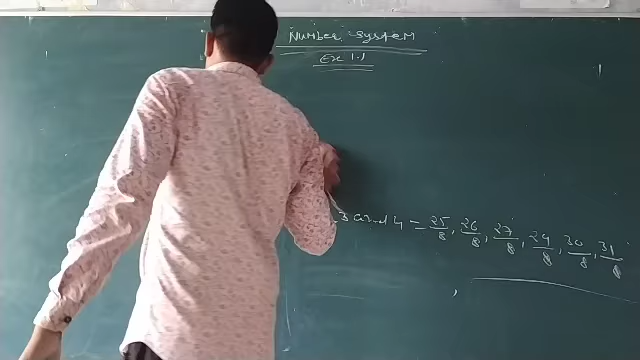 Number System
Ex 1.1
3 and 4 = 25/8, 26/8, 27/8, 29/8, 30/8, 31/8